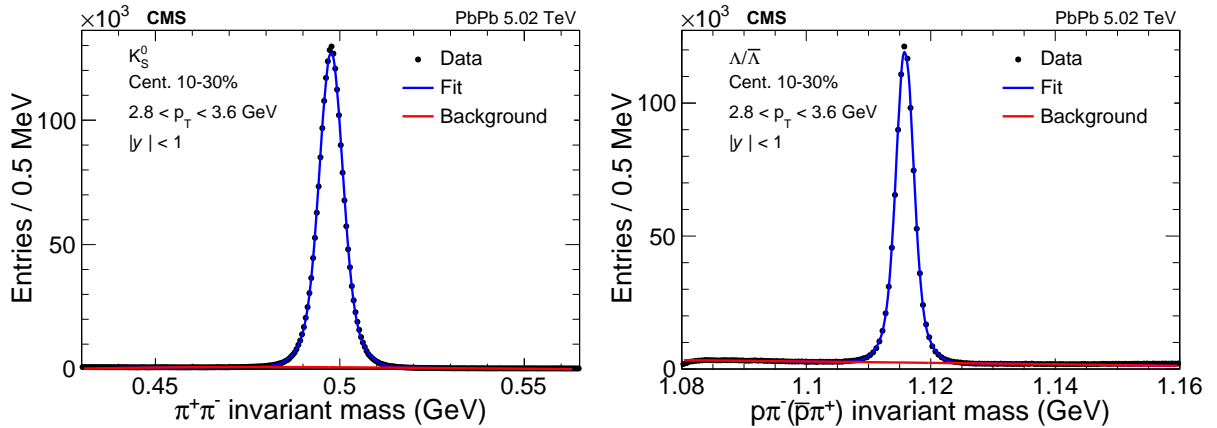 ×10³ CMS PbPb 5.02 TeV
K⁰_S
Cent. 10-30%
2.8 < p_T < 3.6 GeV
|y| < 1
Data
Fit
Background
Entries / 0.5 MeV
100
50
0
0.45 0.5 0.55
π⁺π⁻ invariant mass (GeV)
×10³ CMS PbPb 5.02 TeV
Λ/Λ̅
Cent. 10-30%
2.8 < p_T < 3.6 GeV
|y| < 1
Data
Fit
Background
Entries / 0.5 MeV
100
50
0
1.08 1.1 1.12 1.14 1.16
pπ⁻(p̅π⁺) invariant mass (GeV)